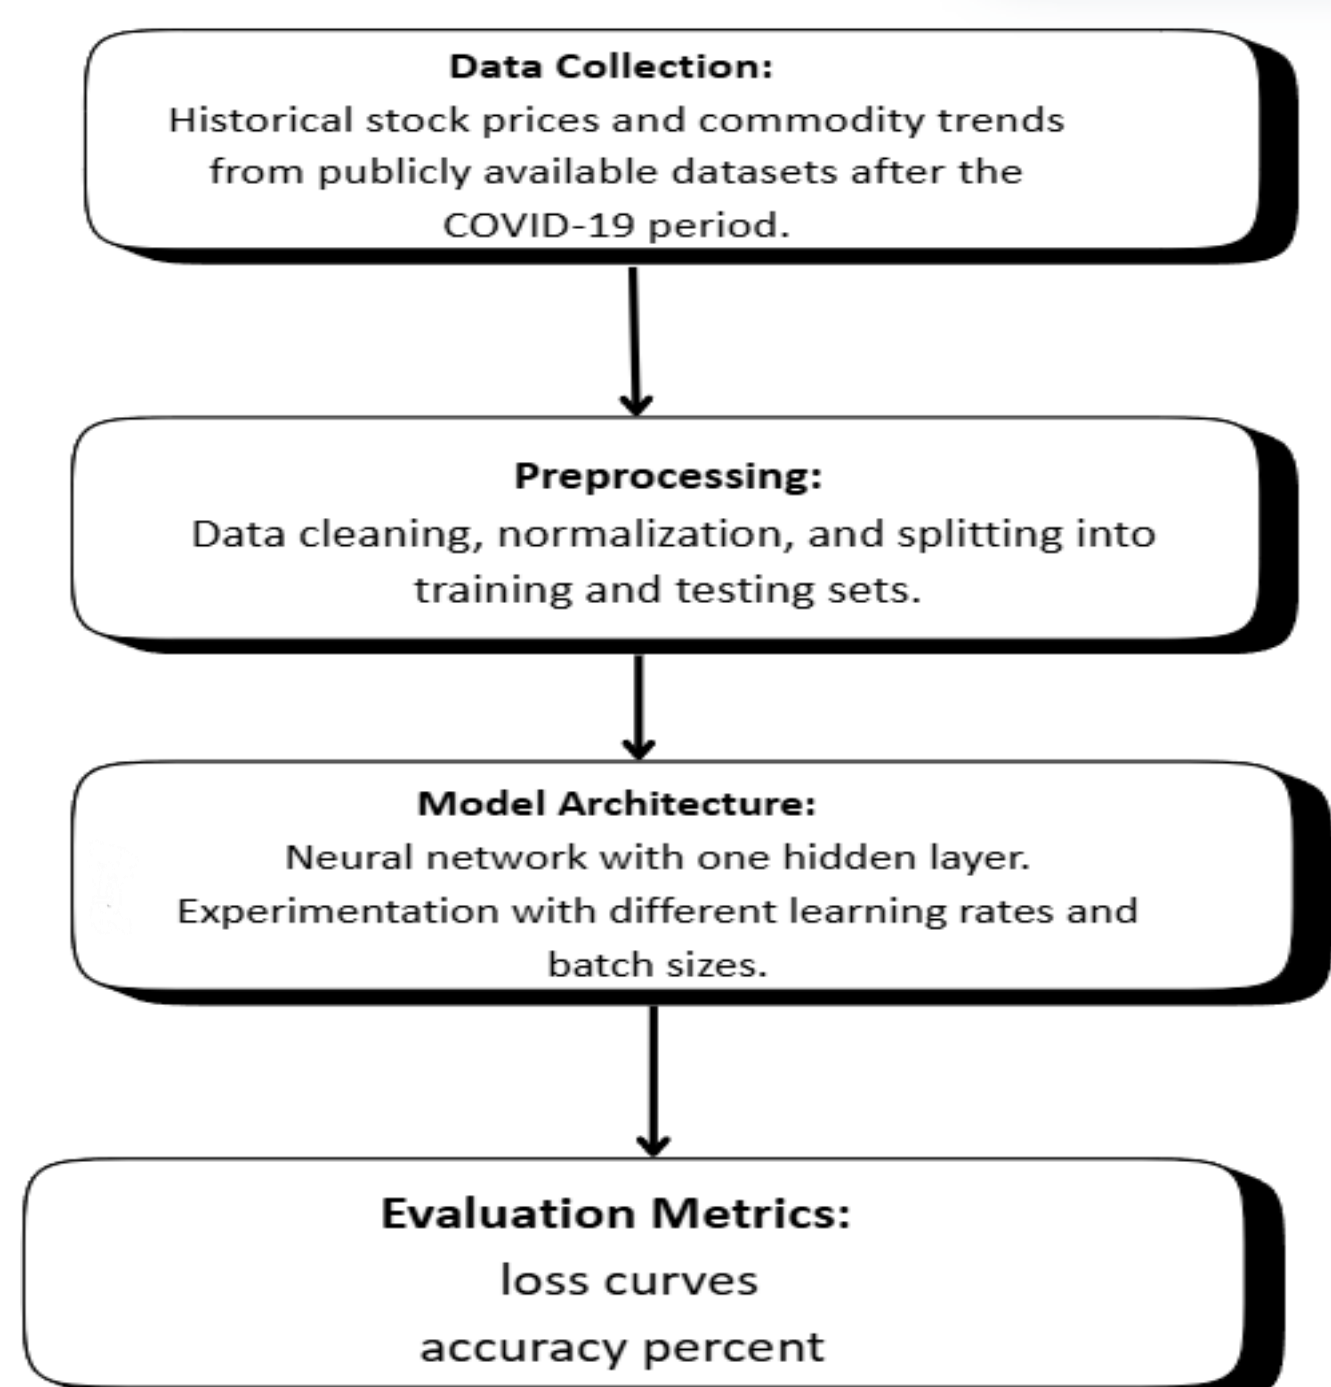 Data Collection:
Historical stock prices and commodity trends
from publicly available datasets after the
COVID-19 period.
Preprocessing:
Data cleaning, normalization, and splitting into
training and testing sets.
Model Architecture:
Neural network with one hidden layer.
Experimentation with different learning rates and
batch sizes.
Evaluation Metrics:
loss curves
accuracy percent